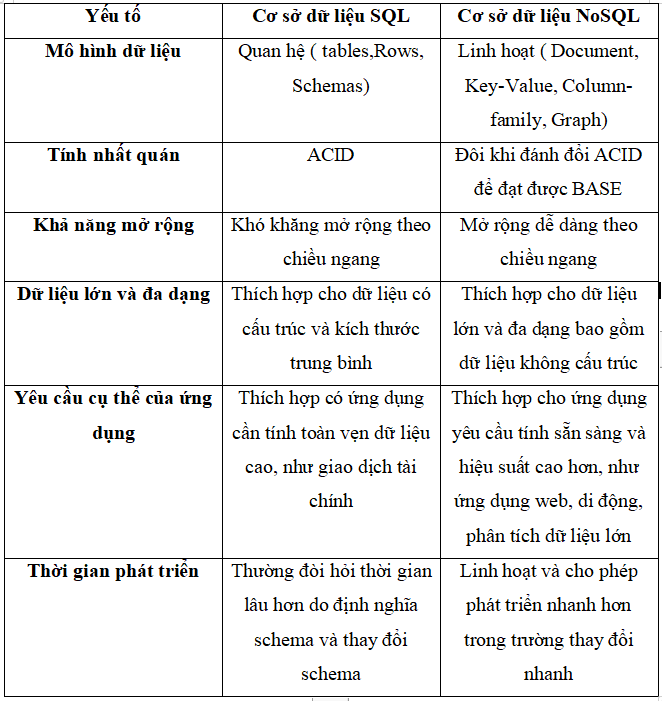 Yếu tố
Cơ sở dữ liệu SQL
Cơ sở dữ liệu NoSQL
Mô hình dữ liệu
Quan hệ ( tables,Rows,
Schemas)
Linh hoạt ( Document,
Key-Value, Column-
family, Graph)
Tính nhất quán
ACID
Đôi khi đánh đổi ACID
để đạt được BASE
Khả năng mở rộng
Khó khăng mở rộng theo
chiều ngang
Mở rộng dễ dàng theo
chiều ngang
Dữ liệu lớn và đa dạng
Thích hợp cho dữ liệu có
cấu trúc và kích thước
trung bình
Thích hợp cho dữ liệu
lớn và đa dạng bao gồm
dữ liệu không cấu trúc
Yêu cầu cụ thể của ứng
dụng
Thích hợp có ứng dụng
cần tính toàn vẹn dữ liệu
cao, như giao dịch tài
chính
Thích hợp cho ứng dụng
yêu cầu tính sẵn sàng và
hiệu suất cao hơn, như
ứng dụng web, di động,
phân tích dữ liệu lớn
Thời gian phát triển
Thường đòi hỏi thời gian
lâu hơn do định nghĩa
schema và thay đổi
schema
Linh hoạt và cho phép
phát triển nhanh hơn
trong trường thay đổi
nhanh